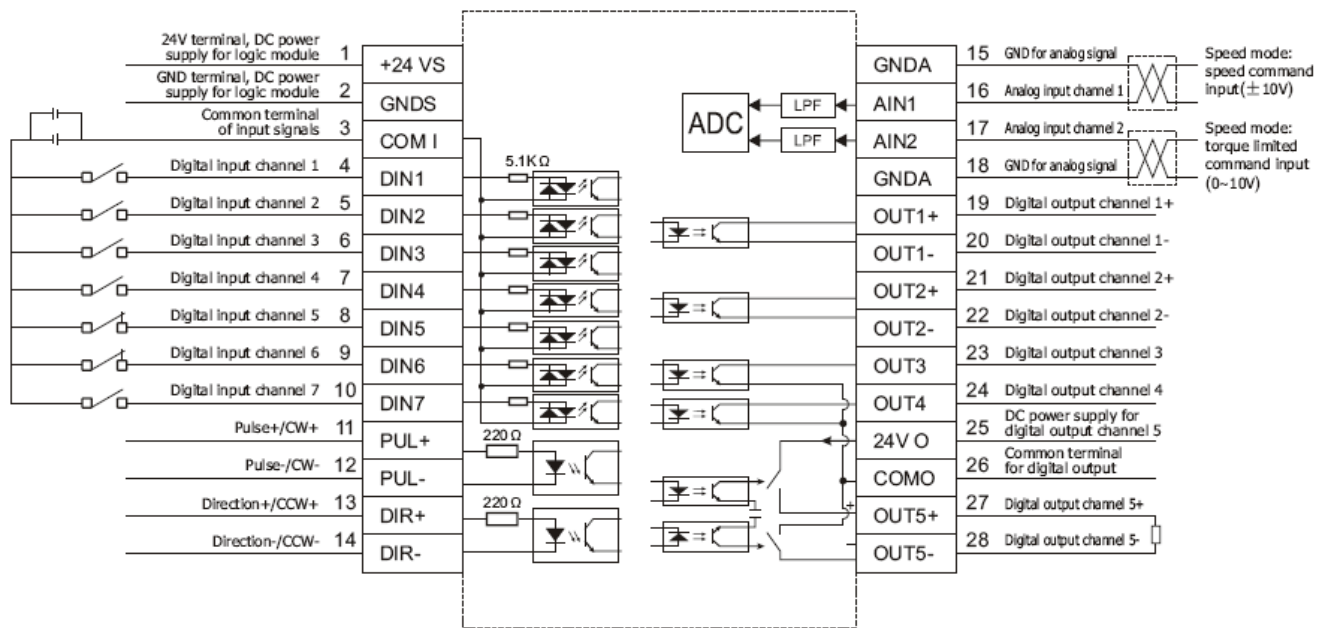 24V terminal, DC power
supply for logic module
1
+24 VS
GND terminal, DC power
supply for logic module
2
GNDS
Common terminal
of input signals
3
COM I
Digital input channel 1
4
DIN1
Digital input channel 2
5
DIN2
Digital input channel 3
6
DIN3
Digital input channel 4
7
DIN4
Digital input channel 5
8
DIN5
Digital input channel 6
9
DIN6
Digital input channel 7
10
DIN7
Pulse+/CW+
11
PUL+
Pulse-/CW-
12
PUL-
Direction+/CCW+
13
DIR+
Direction-/CCW-
14
DIR-
5.1KΩ
220Ω
220Ω
ADC
LPF
LPF
GNDA
15
GND for analog signal
AIN1
16
Analog input channel 1
Speed mode:
speed command
input(±10V)
AIN2
17
Analog input channel 2
GNDA
18
GND for analog signal
Speed mode:
torque limited
command input
(0~10V)
OUT1+
19
Digital output channel 1+
OUT1-
20
Digital output channel 1-
OUT2+
21
Digital output channel 2+
OUT2-
22
Digital output channel 2-
OUT3
23
Digital output channel 3
OUT4
24
Digital output channel 4
24V O
25
DC power supply for
digital output channel 5
COMO
26
Common terminal
for digital output
+
OUT5+
27
Digital output channel 5+
-
OUT5-
28
Digital output channel 5-